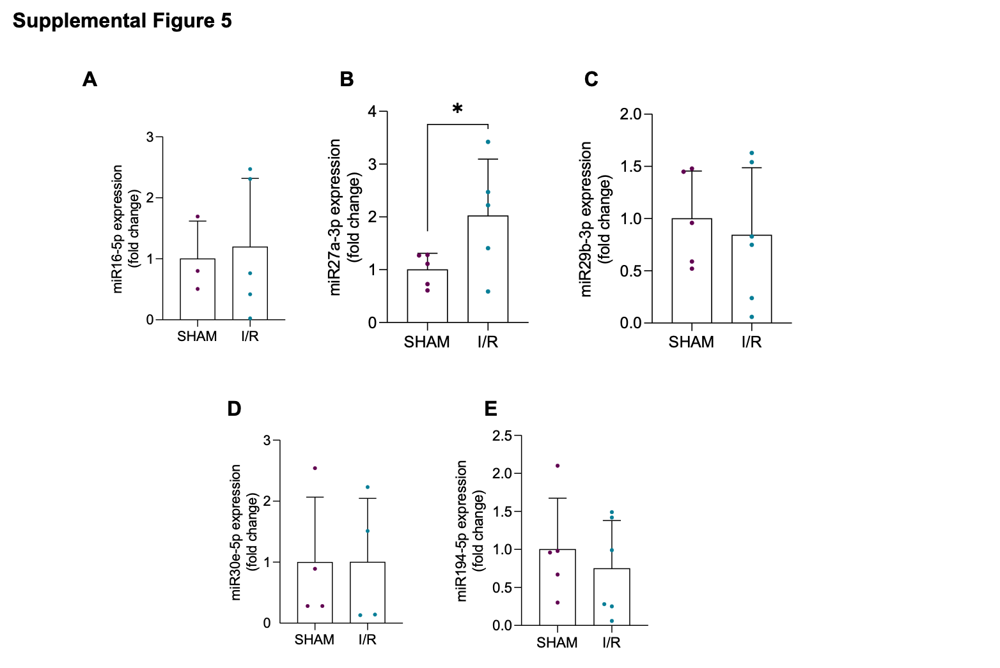 Supplemental Figure 5
A
miR16-5p expression
(fold change)
3
2
1
0
SHAM
I/R
B
miR27a-3p expression
(fold change)
4
3
2
1
0
*
SHAM
I/R
C
miR29b-3p expression
(fold change)
2.0
1.5
1.0
0.5
0.0
SHAM
I/R
D
miR30e-5p expression
(fold change)
3
2
1
0
SHAM
I/R
E
miR194-5p expression
(fold change)
2.5
2.0
1.5
1.0
0.5
0.0
SHAM
I/R